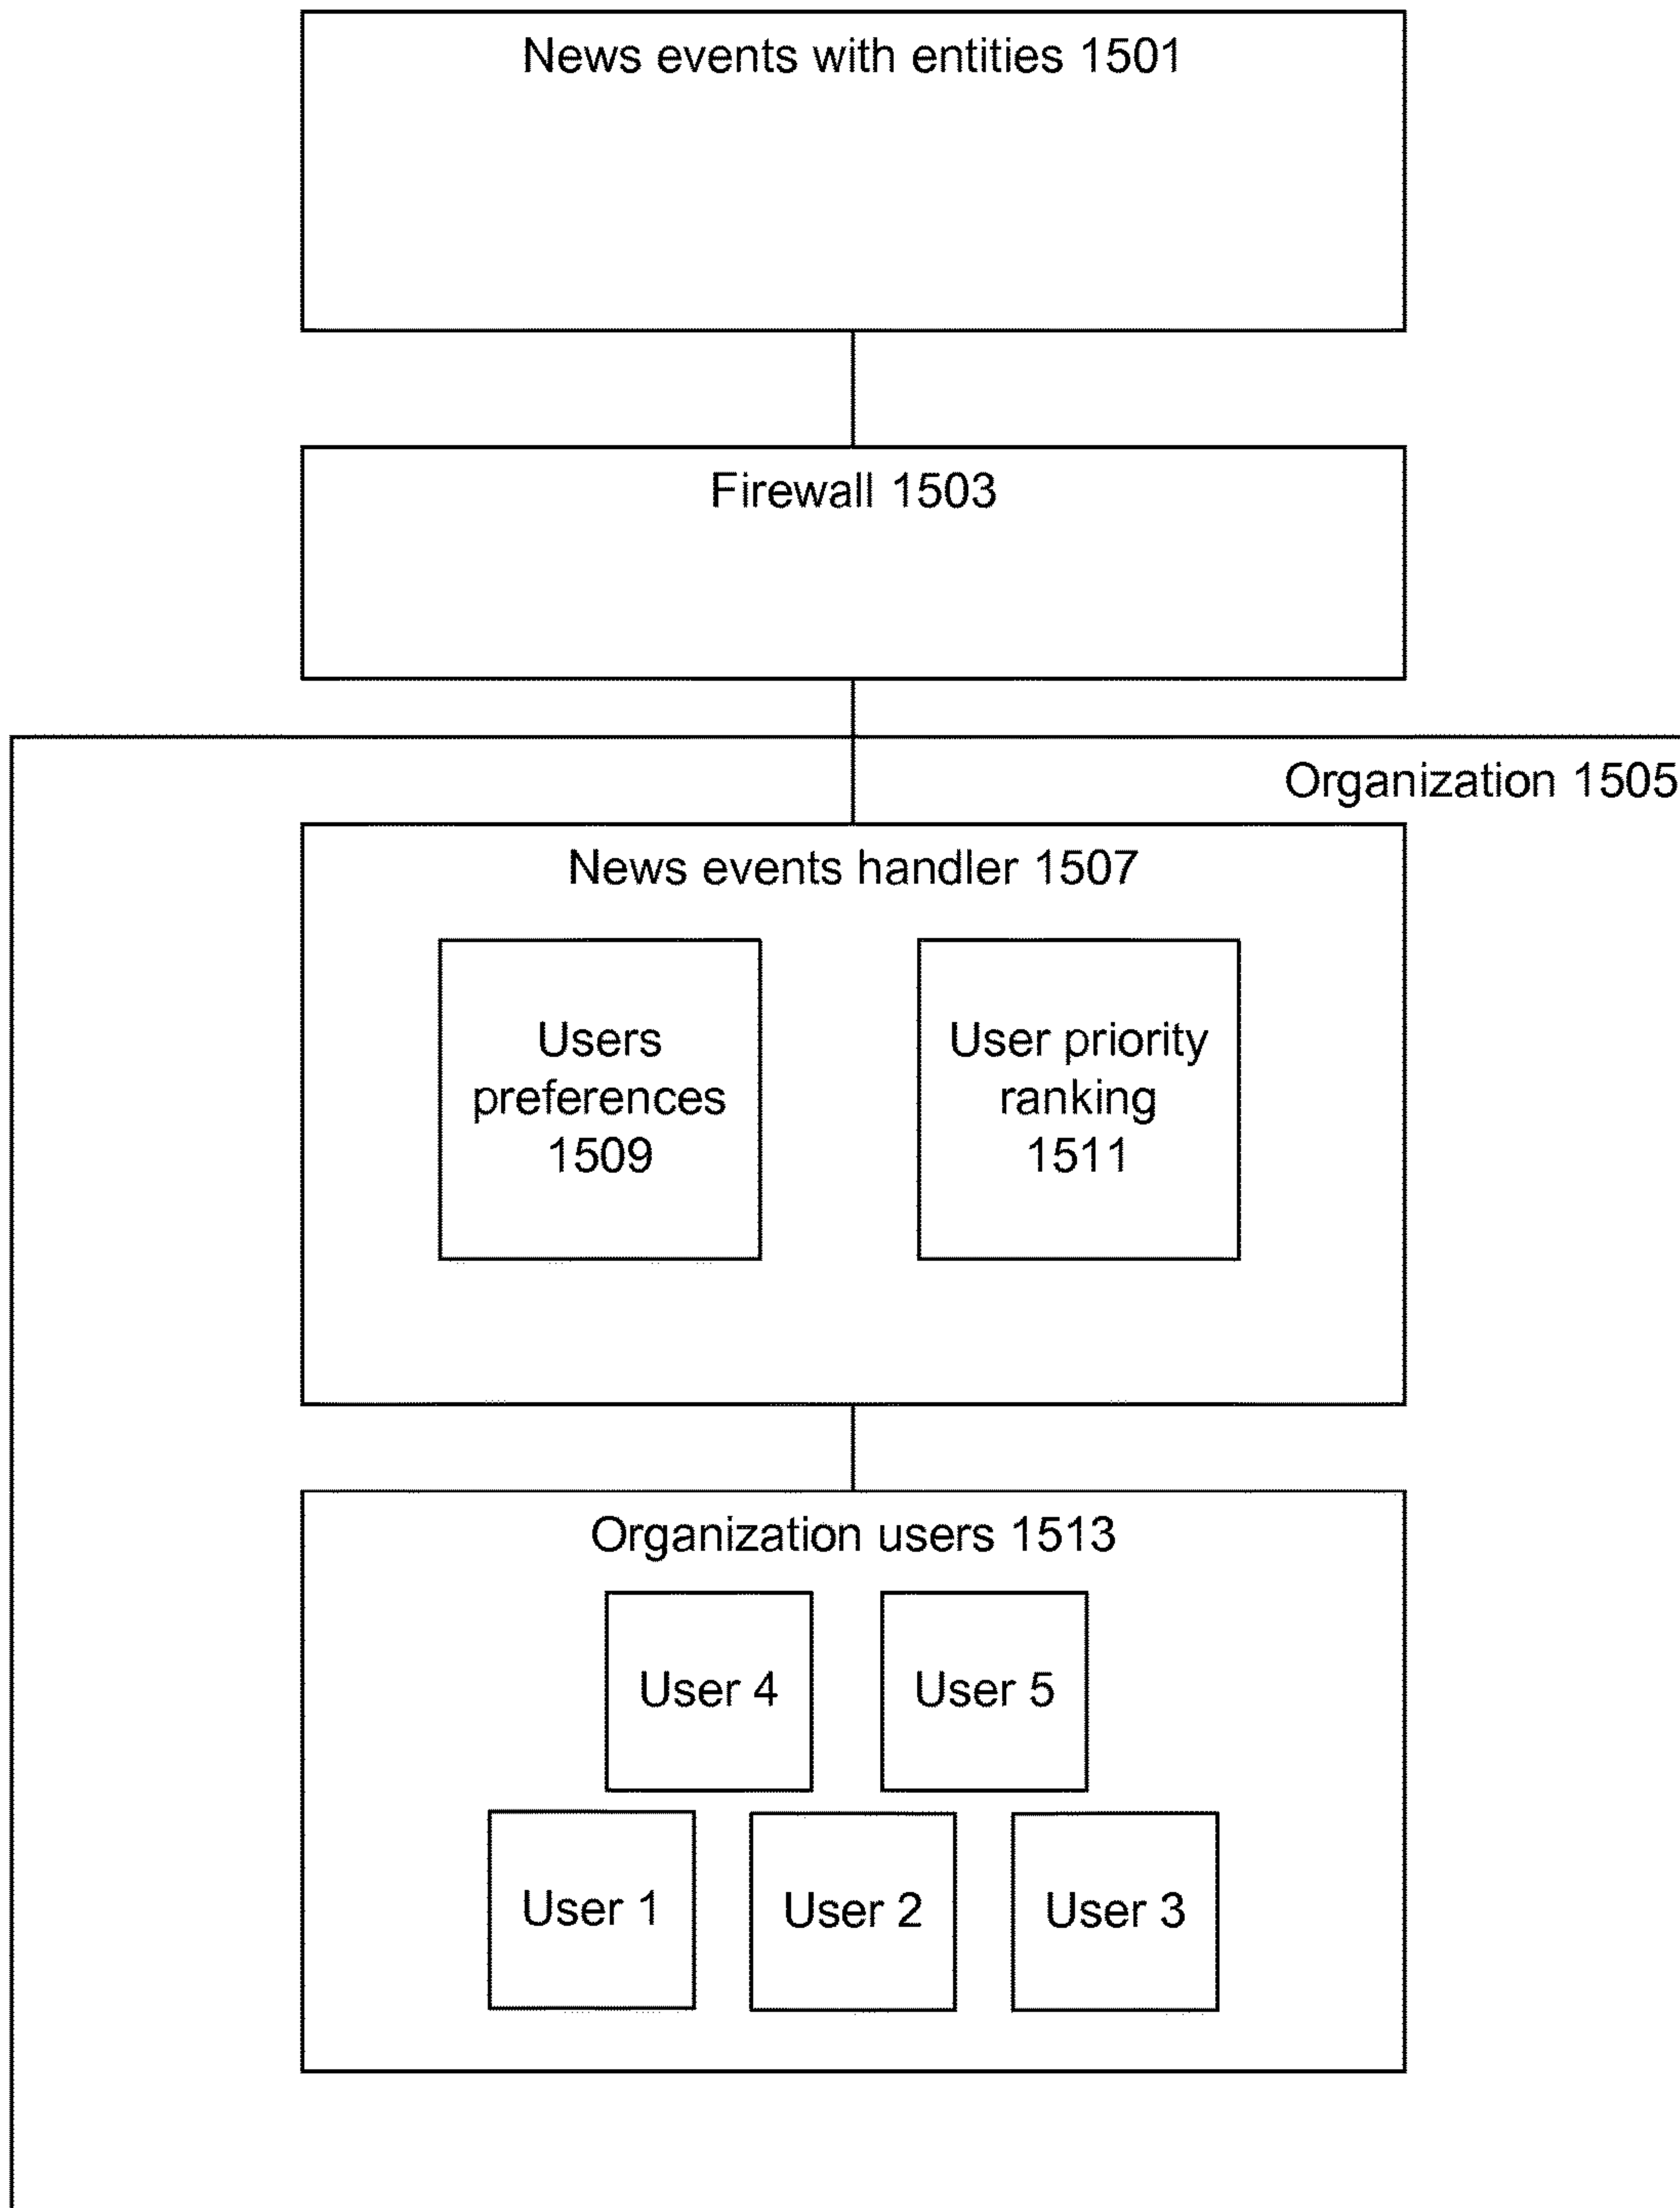 News events with entities 1501
Firewall 1503
Organization 1505
News events handler 1507
Users
preferences
1509
User priority
ranking
1511
Organization users 1513
User 4
User 5
User 1
User 2
User 3